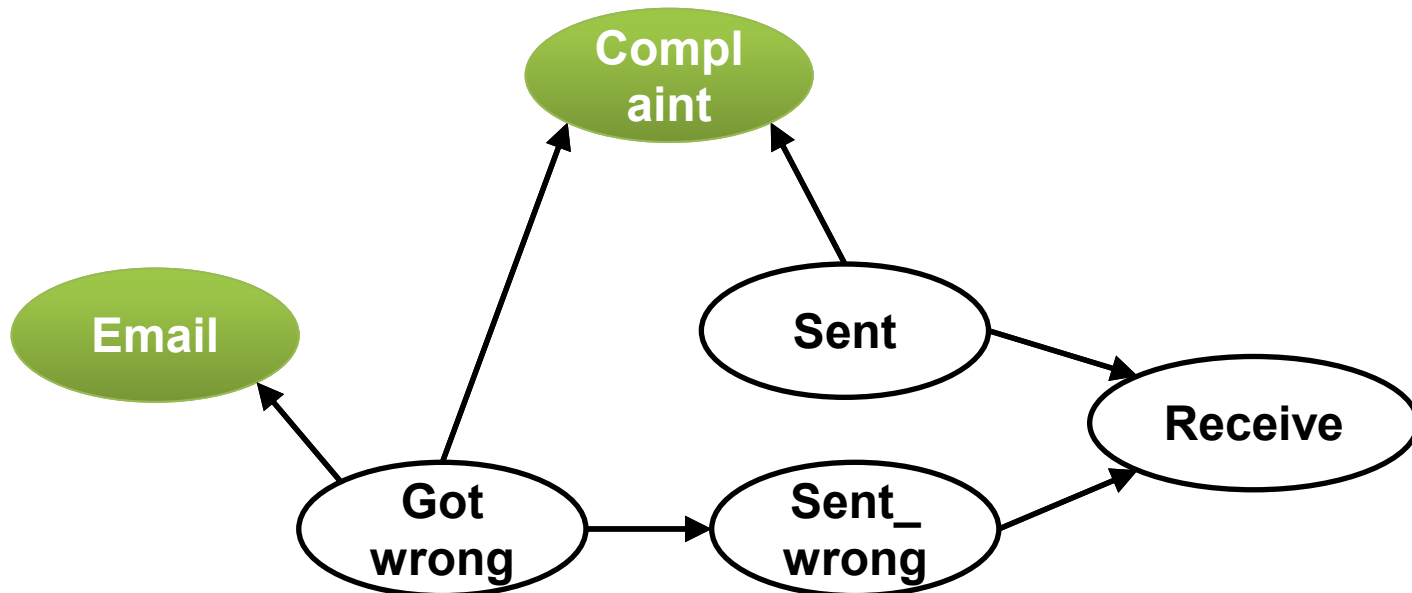 Compl
aint
Email
Sent
Receive
Got
wrong
Sent_
wrong